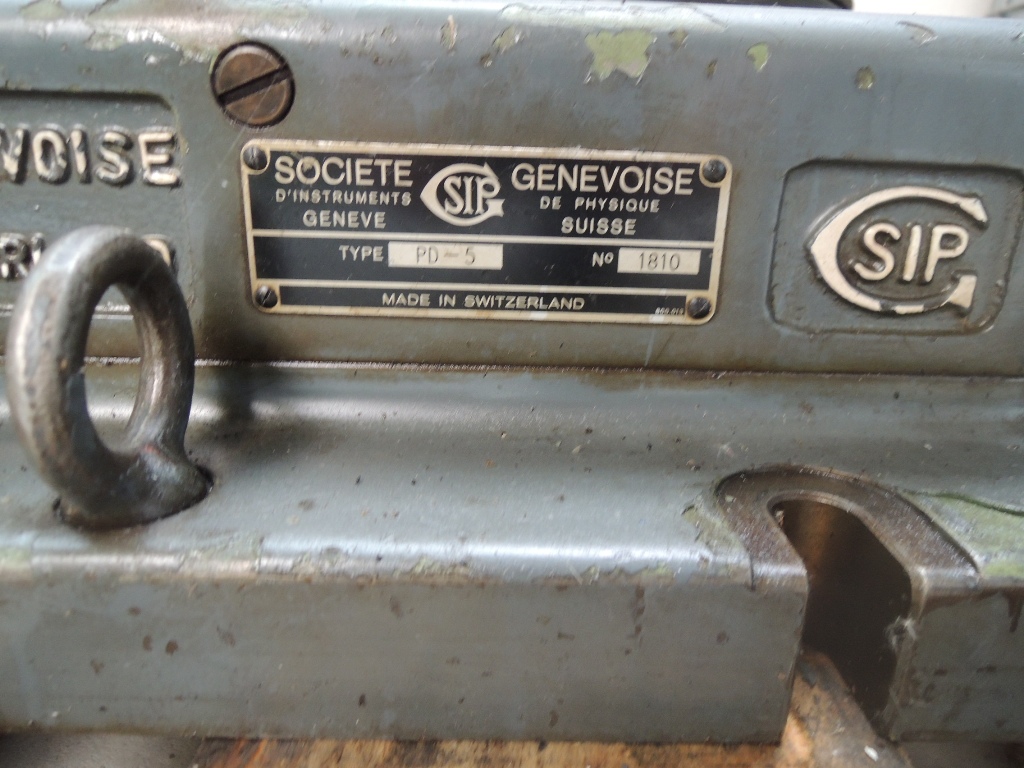 VOISE
SOCIETE SIP GENEVOISE
D'INSTRUMENTS DE PHYSIQUE
GENEVE SUISSE
TYPE PD-5 No 1810
MADE IN SWITZERLAND
SIP